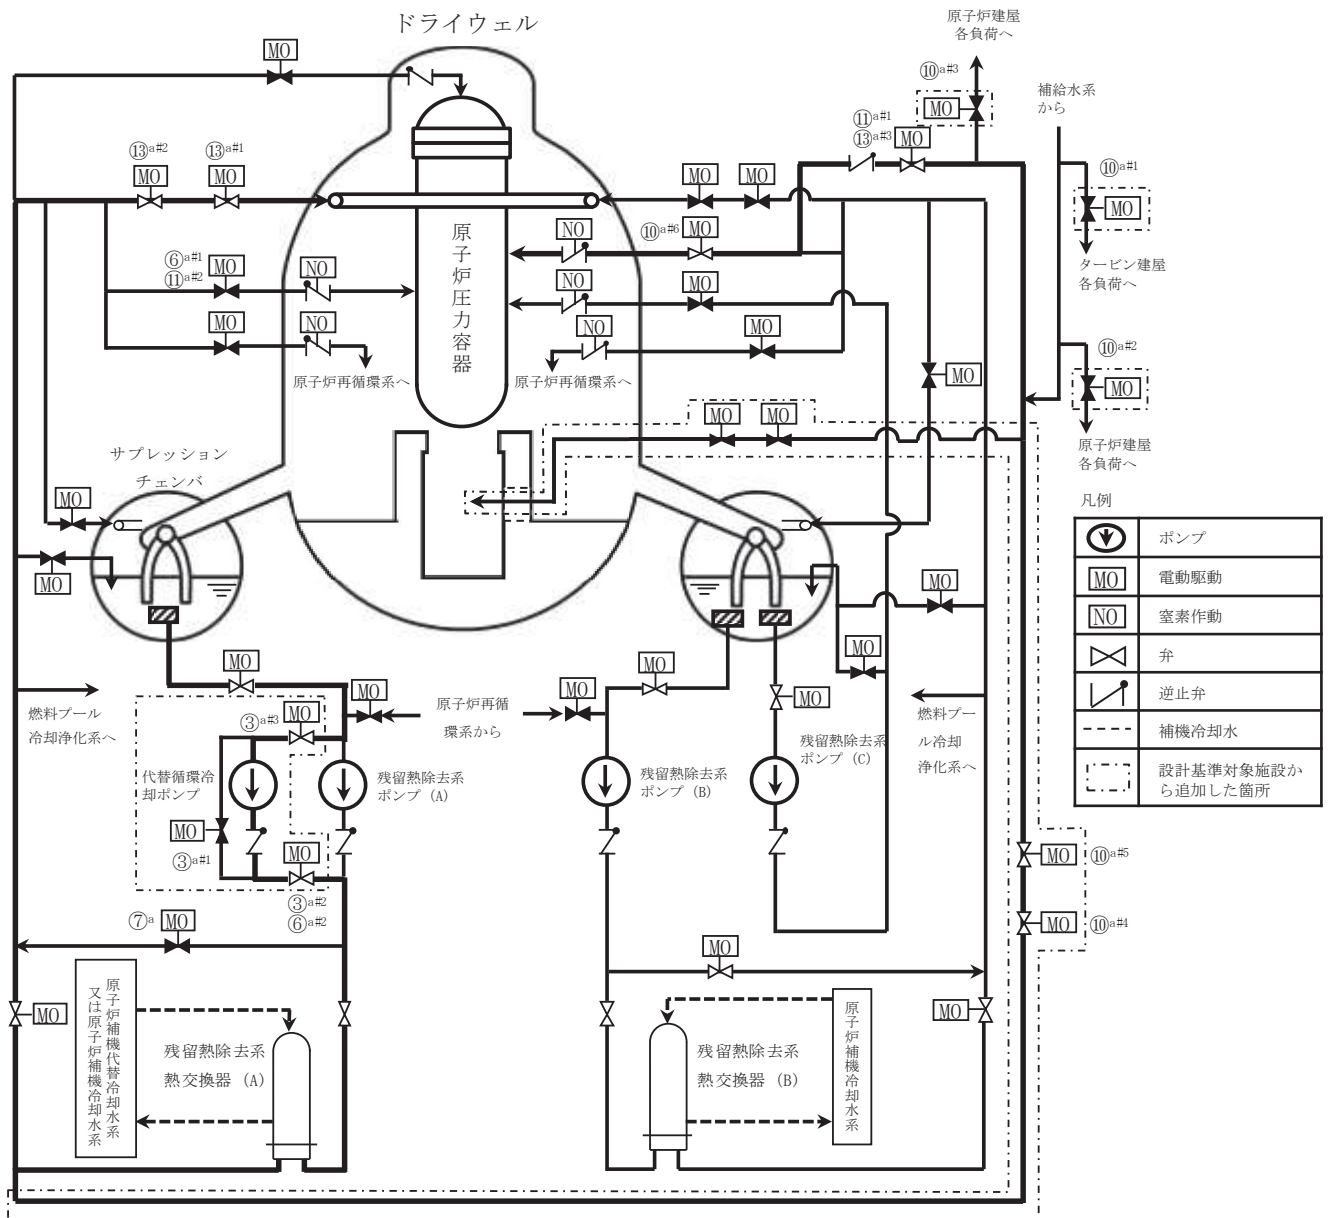 ドライウェル
原子炉建屋
各負荷へ
MO
⑩a#3
MO
補給水系
から
⑪a#1
⑬a#3
MO
⑬a#2
MO
⑬a#1
MO
MO
MO
⑩a#1
MO
タービン建屋
各負荷へ
原子炉圧力容器
NO
⑩a#6
MO
⑥a#1
⑪a#2
MO
NO
NO
MO
MO
NO
NO
MO
原子炉再循環系へ
原子炉再循環系へ
MO
⑩a#2
MO
原子炉建屋
各負荷へ
MO
MO
サプレッション
チェンバ
MO
MO
凡例
ポンプ
MO
電動駆動
NO
窒素作動
弁
逆止弁
補機冷却水
設計基準対象施設か
ら追加した箇所
MO
MO
MO
MO
MO
燃料プール
冷却浄化系へ
MO
原子炉再循
環系から
MO
MO
燃料プー
ル冷却
浄化系へ
③a#3
MO
代替循環冷
却ポンプ
残留熱除去系
ポンプ(A)
残留熱除去系
ポンプ(B)
残留熱除去系
ポンプ(C)
MO
③a#1
MO
③a#2
⑥a#2
MO
⑩a#5
MO
⑩a#4
⑦a
MO
MO
MO
MO
原子炉補機代替冷却水系
又は原子炉補機冷却水系
残留熱除去系
熱交換器(A)
残留熱除去系
熱交換器(B)
原子炉補機冷却水系